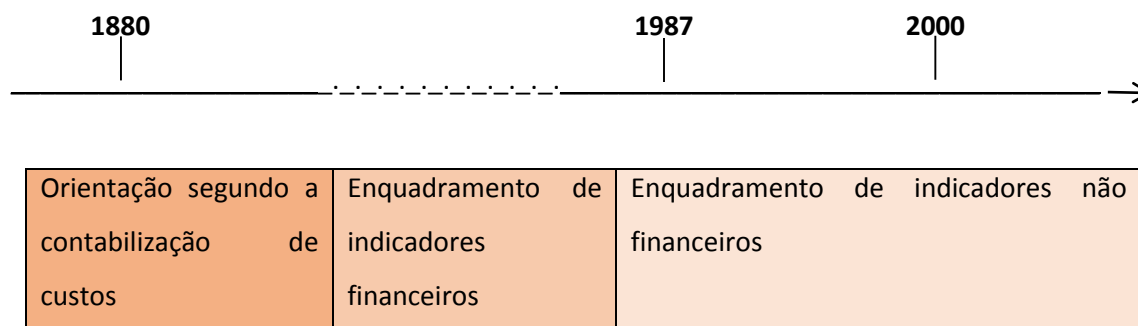 1880 1987 2000
Orientação segundo a
contabilização de
custos
Enquadramento de
indicadores
financeiros
Enquadramento de indicadores não
financeiros